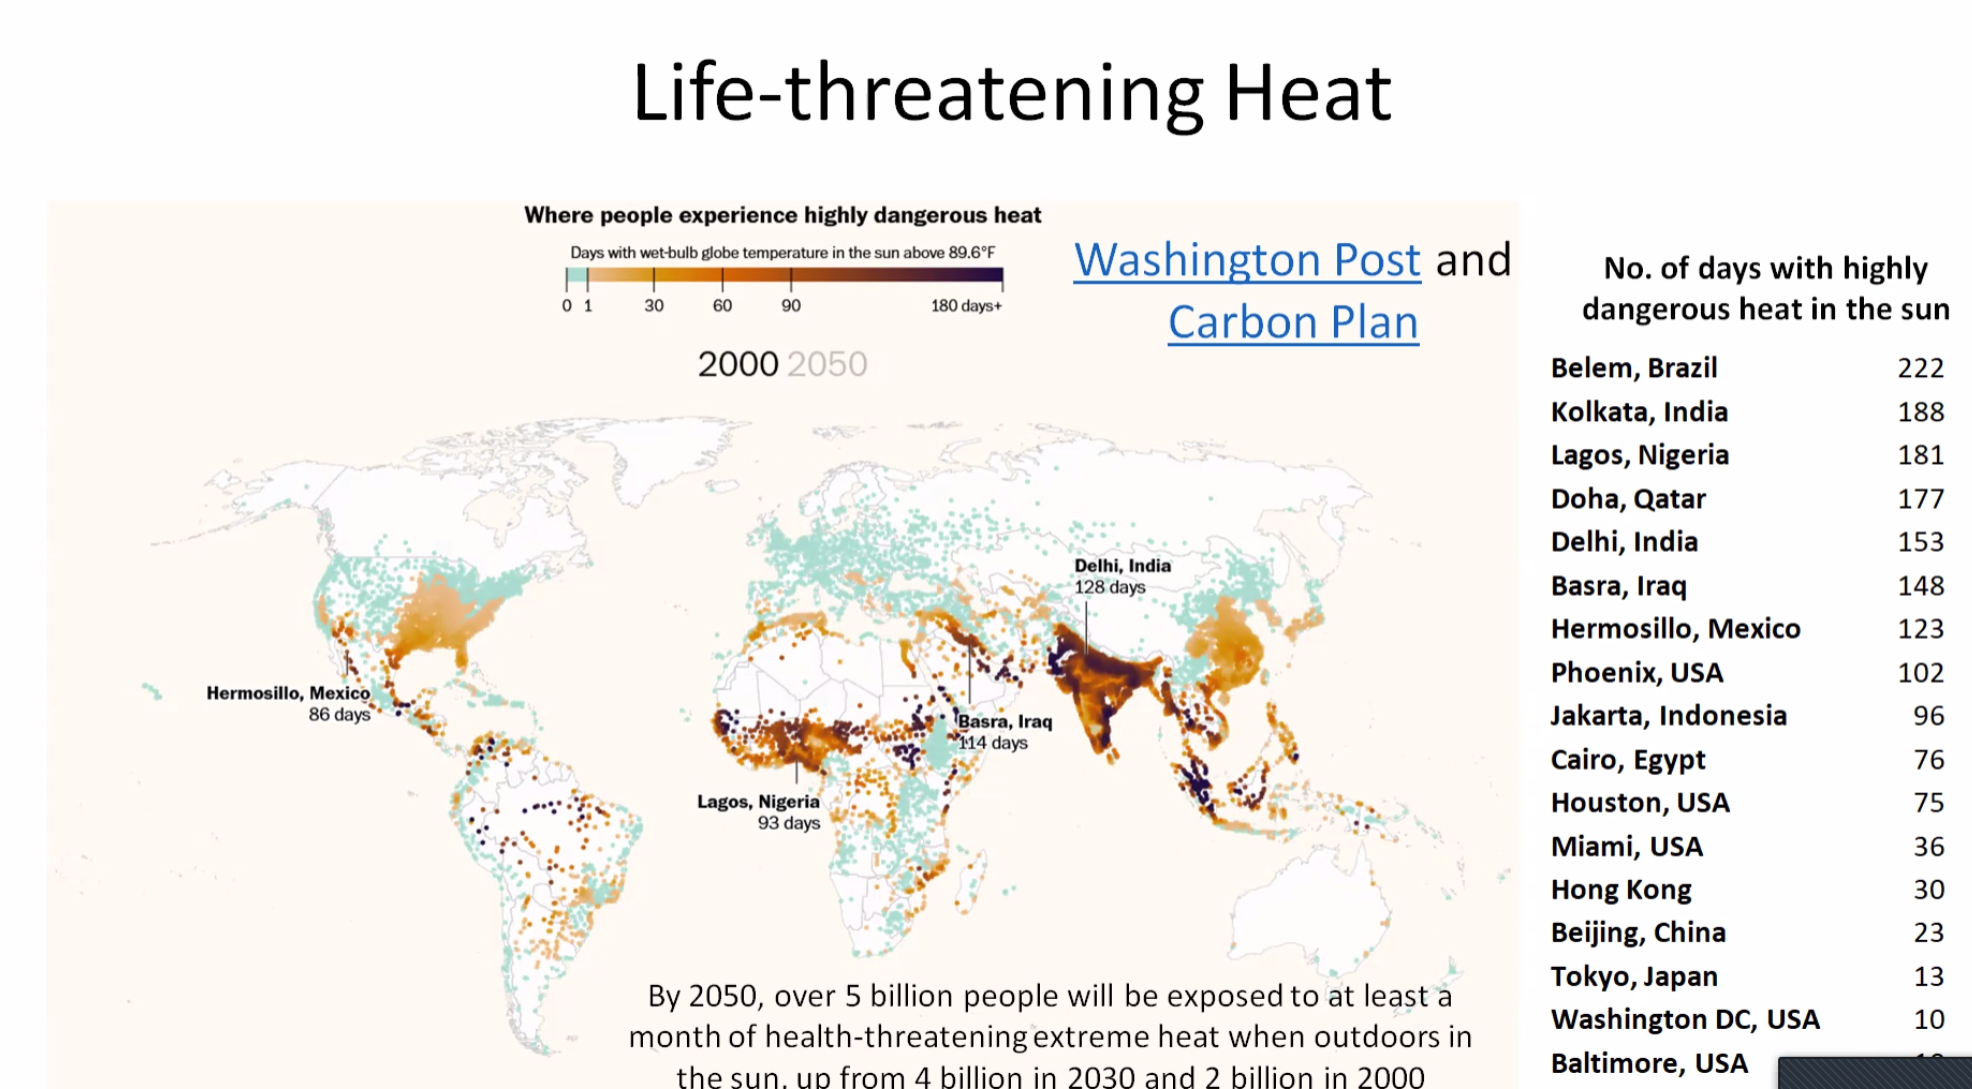 Life-threatening Heat
Where people experience highly dangerous heat
Days with wet-bulb globe temperature in the sun above 89.6°F
0 1 30 60 90 180 days+
2000 2050
Washington Post and
Carbon Plan
Delhi, India
128 days
Hermosillo, Mexico
86 days
Basra, Iraq
114 days
Lagos, Nigeria
93 days
By 2050, over 5 billion people will be exposed to at least a
month of health-threatening extreme heat when outdoors in
the sun, up from 4 billion in 2030 and 2 billion in 2000
No. of days with highly
dangerous heat in the sun
Belem, Brazil 222
Kolkata, India 188
Lagos, Nigeria 181
Doha, Qatar 177
Delhi, India 153
Basra, Iraq 148
Hermosillo, Mexico 123
Phoenix, USA 102
Jakarta, Indonesia 96
Cairo, Egypt 76
Houston, USA 75
Miami, USA 36
Hong Kong 30
Beijing, China 23
Tokyo, Japan 13
Washington DC, USA 10
Baltimore, USA